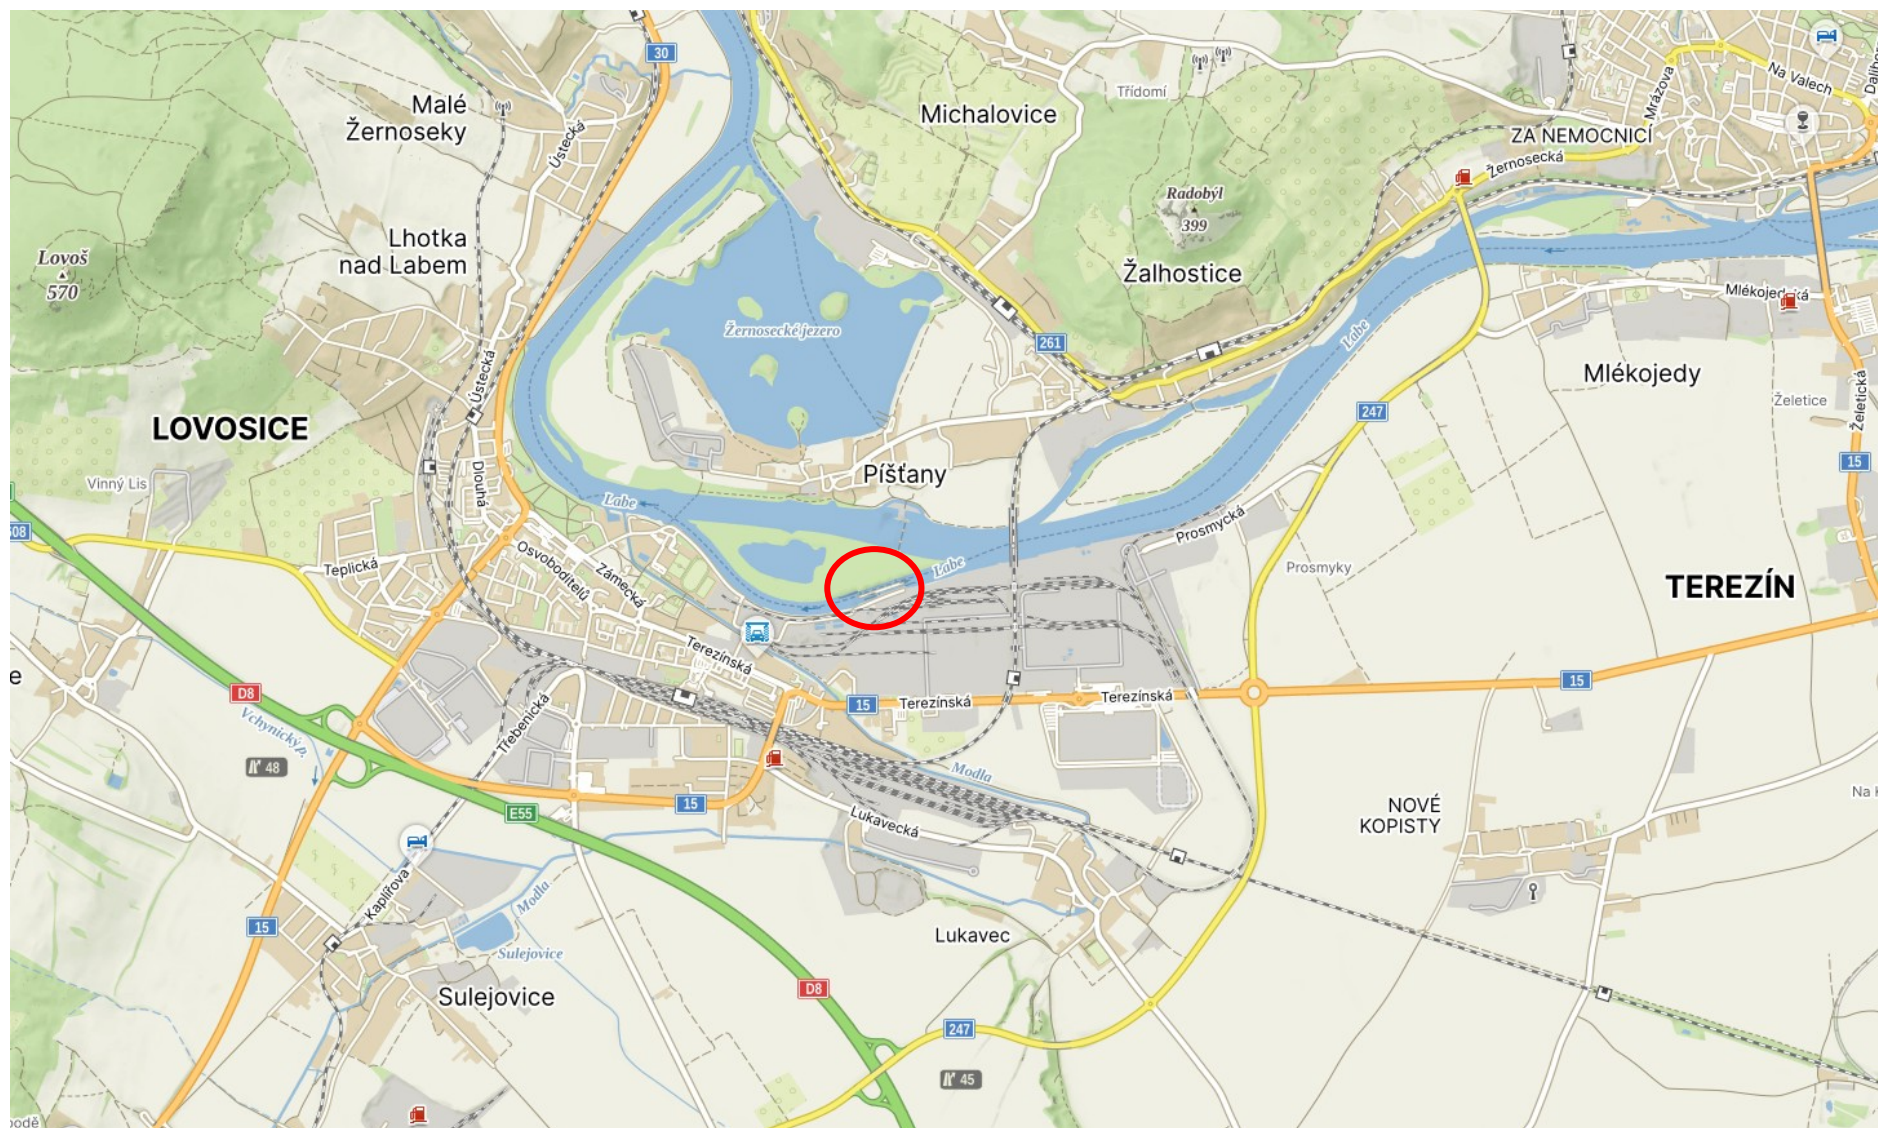 30
Malé
Žernoseky
Ústecká
Michalovice
Třídomí
Mrázova
Na Valech
ZA NEMOCNICÍ
Žernosecká
Radobýl
399
Lovoš
570
Lhotka
nad Labem
Žernosecké jezero
Žalhostice
Mlékojedská
261
Labe
Ústecká
Mlékojedy
Želetice
Želetická
LOVOSICE
247
15
Vinný Lis
Dlouhá
Píšťany
Labe
Prosmycká
Teplická
Osvoboditelů
Zámecká
Labe
Prosmyky
TEREZÍN
Terezínská
e
D8
15
Terezínská
Terezínská
15
Vchynický p.
Třebenická
48
Modla
15
E55
Lukavecká
NOVÉ
KOPISTY
Kaplířova
Modla
15
Lukavec
Sulejovice
Sulejovice
D8
247
45